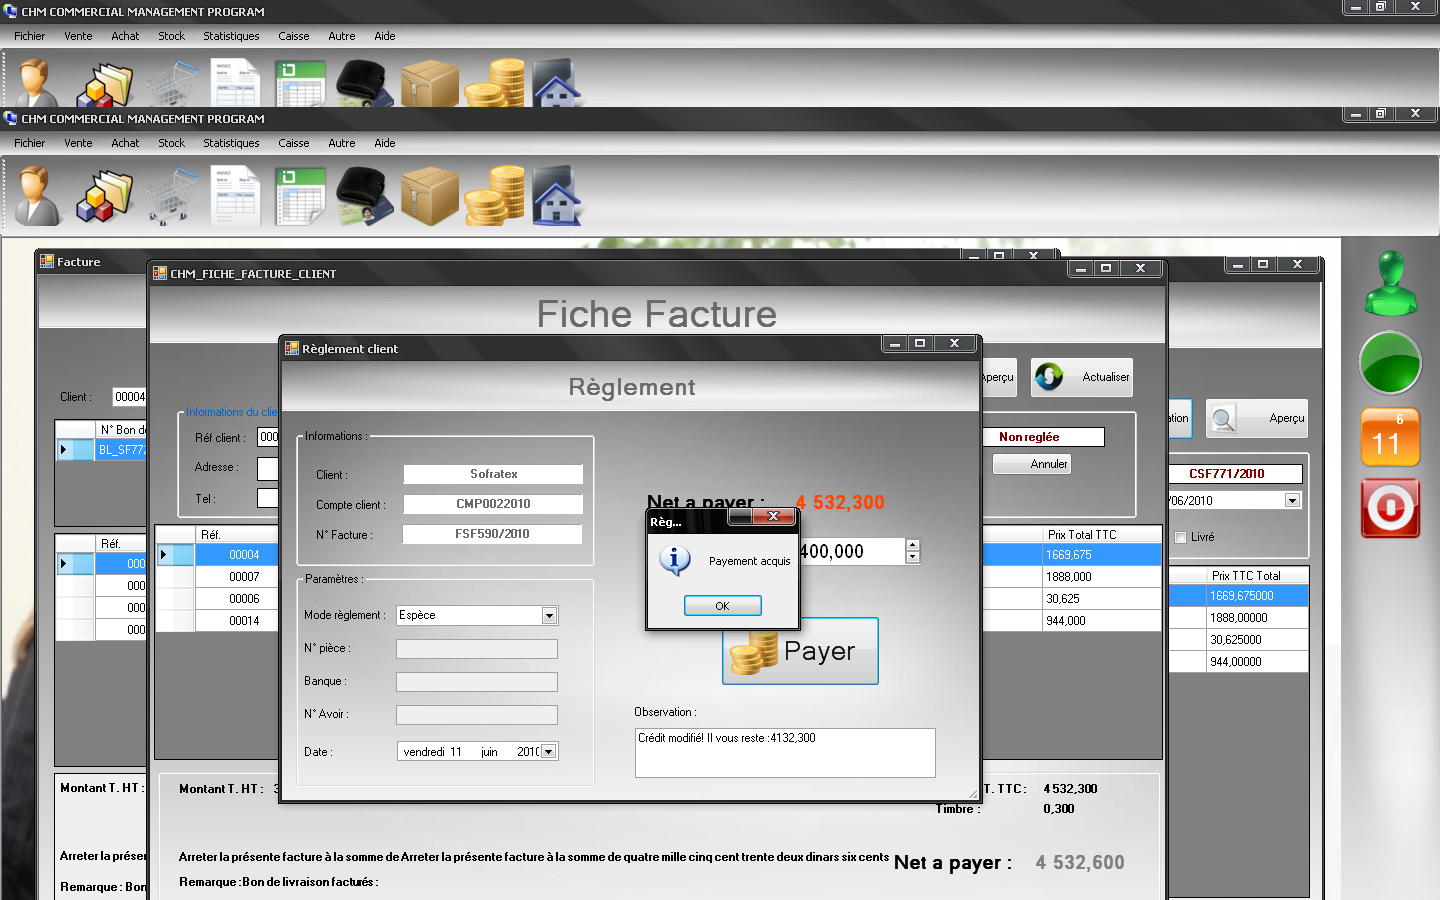 CHM COMMERCIAL MANAGEMENT PROGRAM
Fichier Vente Achat Stock Statistiques Caisse Autre Aide
CHM COMMERCIAL MANAGEMENT PROGRAM
Fichier Vente Achat Stock Statistiques Caisse Autre Aide
Facture
CHM_FICHE_FACTURE_CLIENT
Fiche Facture
Règlement client
Règlement
Aperçu
Actualiser
Client :
00004
Informations du clie
Réf client :
000
Adresse :
Tel :
Non reglée
Annuler
Aperçu
CSF771/2010
/06/2010
Livré
N° Bon de
BL_SF772
Informations :
Client :
Sofratex
Compte client :
CMP0022010
N° Facture :
FSF590/2010
Net a payer :
4 532,300
400,000
Règ...
Payement acquis
OK
Payer
Paramètres :
Mode règlement :
Espèce
N° pièce :
Banque :
N° Avoir :
Date :
vendredi 11 juin 2010
Observation :
Crédit modifié! Il vous reste :4132,300
Réf.
000
000
000
000
Réf.
00004
00007
00006
00014
Prix Total TTC
1669,675
1888,000
30,625
944,000
Prix TTC Total
1669,675000
1888,00000
30,625000
944,00000
6
11
Montant T. HT :
Montant T. HT : 3
T. TTC : 4 532,300
Timbre : 0,300
Arreter la présen
Arreter la présente facture à la somme de Arreter la présente facture à la somme de quatre mille cinq cent trente deux dinars six cents
Net a payer : 4 532,600
Remarque : Bon
Remarque : Bon de livraison facturés :